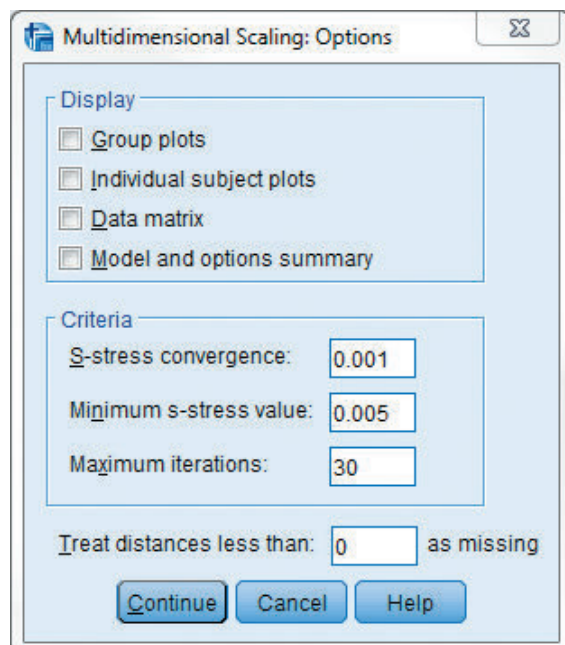 Multidimensional Scaling: Options
Display
Group plots
Individual subject plots
Data matrix
Model and options summary
Criteria
S-stress convergence: 0.001
Minimum s-stress value: 0.005
Maximum iterations: 30
Treat distances less than: 0 as missing
Continue Cancel Help